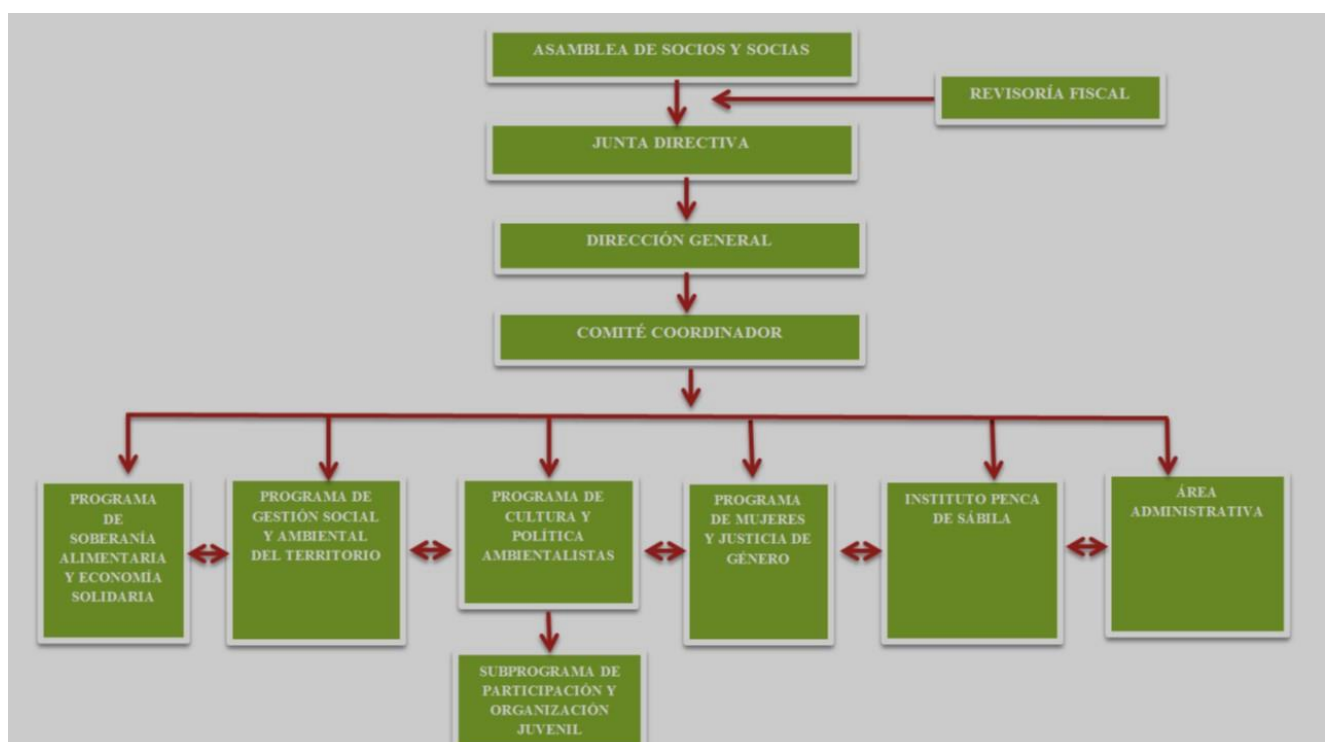 ASAMBLEA DE SOCIOS Y SOCIAS
REVISORÍA FISCAL
JUNTA DIRECTIVA
DIRECCIÓN GENERAL
COMITÉ COORDINADOR
PROGRAMA
DE
SOBERANÍA
ALIMENTARIA
Y ECONOMÍA
SOLIDARIA
PROGRAMA DE
GESTIÓN SOCIAL
Y AMBIENTAL
DEL TERRITORIO
PROGRAMA DE
CULTURA Y
POLÍTICA
AMBIENTALISTAS
PROGRAMA
DE MUJERES
Y JUSTICIA DE
GÉNERO
INSTITUTO PENCA
DE SÁBILA
ÁREA
ADMINISTRATIVA
SUBPROGRAMA DE
PARTICIPACIÓN Y
ORGANIZACIÓN
JUVENIL